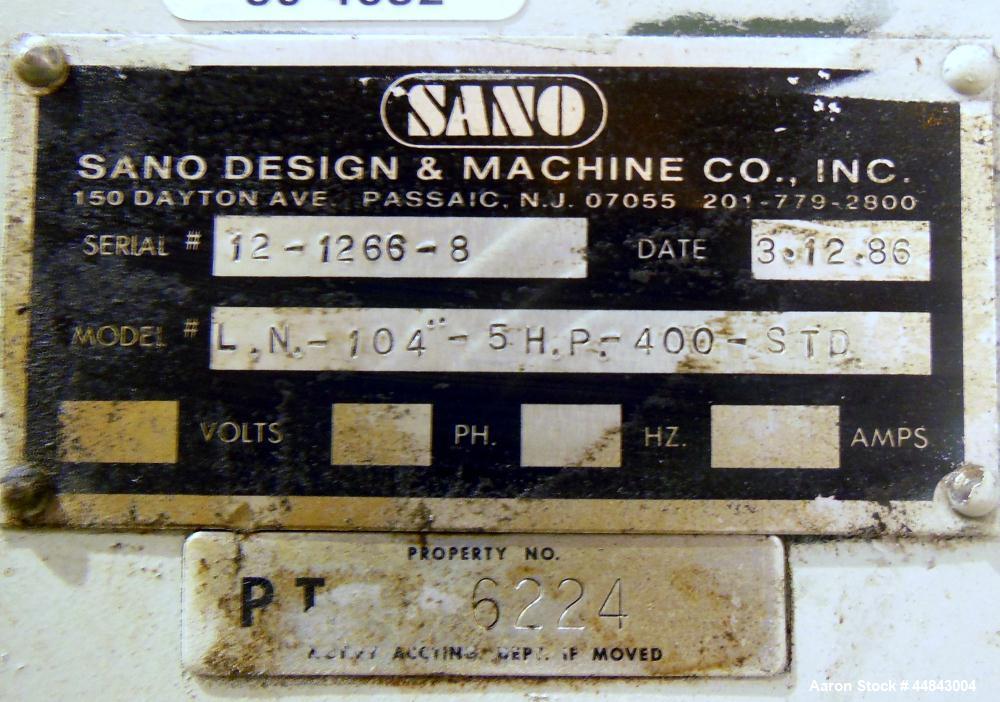 SANO
SANO DESIGN & MACHINE CO., INC.
150 DAYTON AVE. PASSAIC, N.J. 07055 201-779-2800
SERIAL # 12-1266-8 DATE 3.12.86
MODEL # L.N.-104"-5H.P.-400-STD
VOLTS PH. HZ. AMPS
PROPERTY NO.
PT 6224
ACCTING. DEPT. IF MOVED
Aaron Stock # 44843004